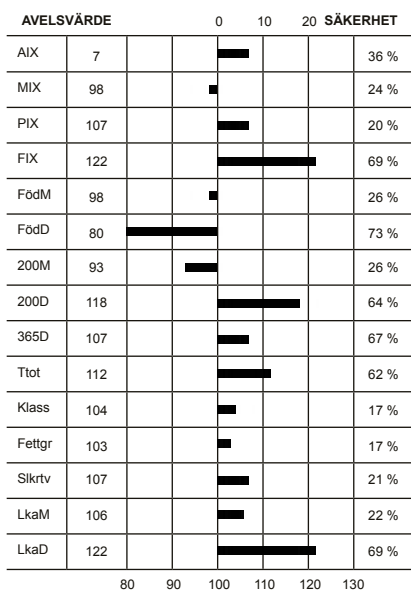 AVELSVÄRDE 0 10 20 SÄKERHET
AIX 7 36 %
MIX 98 24 %
PIX 107 20 %
FIX 122 69 %
FödM 98 26 %
FödD 80 73 %
200M 93 26 %
200D 118 64 %
365D 107 67 %
Ttot 112 62 %
Klass 104 17 %
Fettgr 103 17 %
Slkrtv 107 21 %
LkaM 106 22 %
LkaD 122 69 %
80 90 100 110 120 130